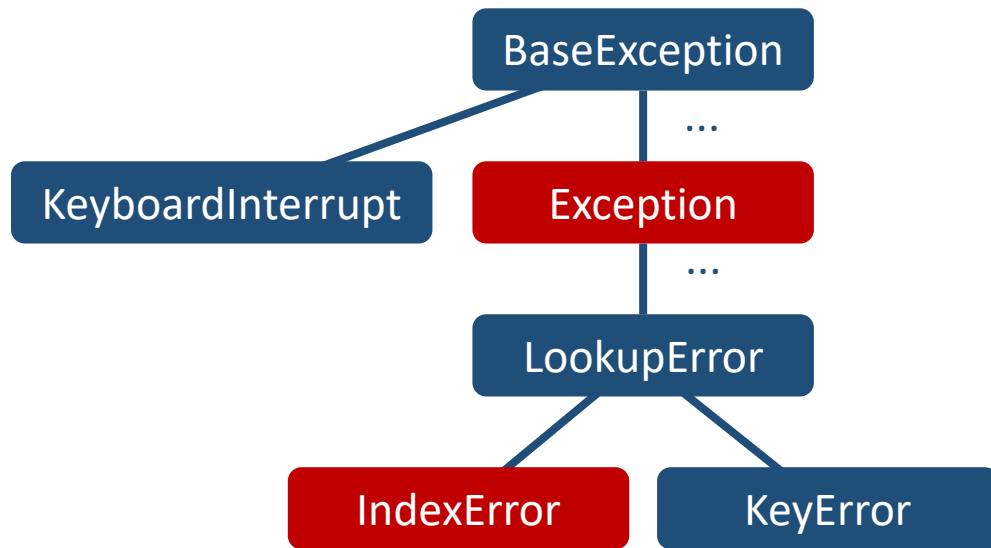 BaseException
...
KeyboardInterrupt
Exception
...
LookupError
IndexError
KeyError